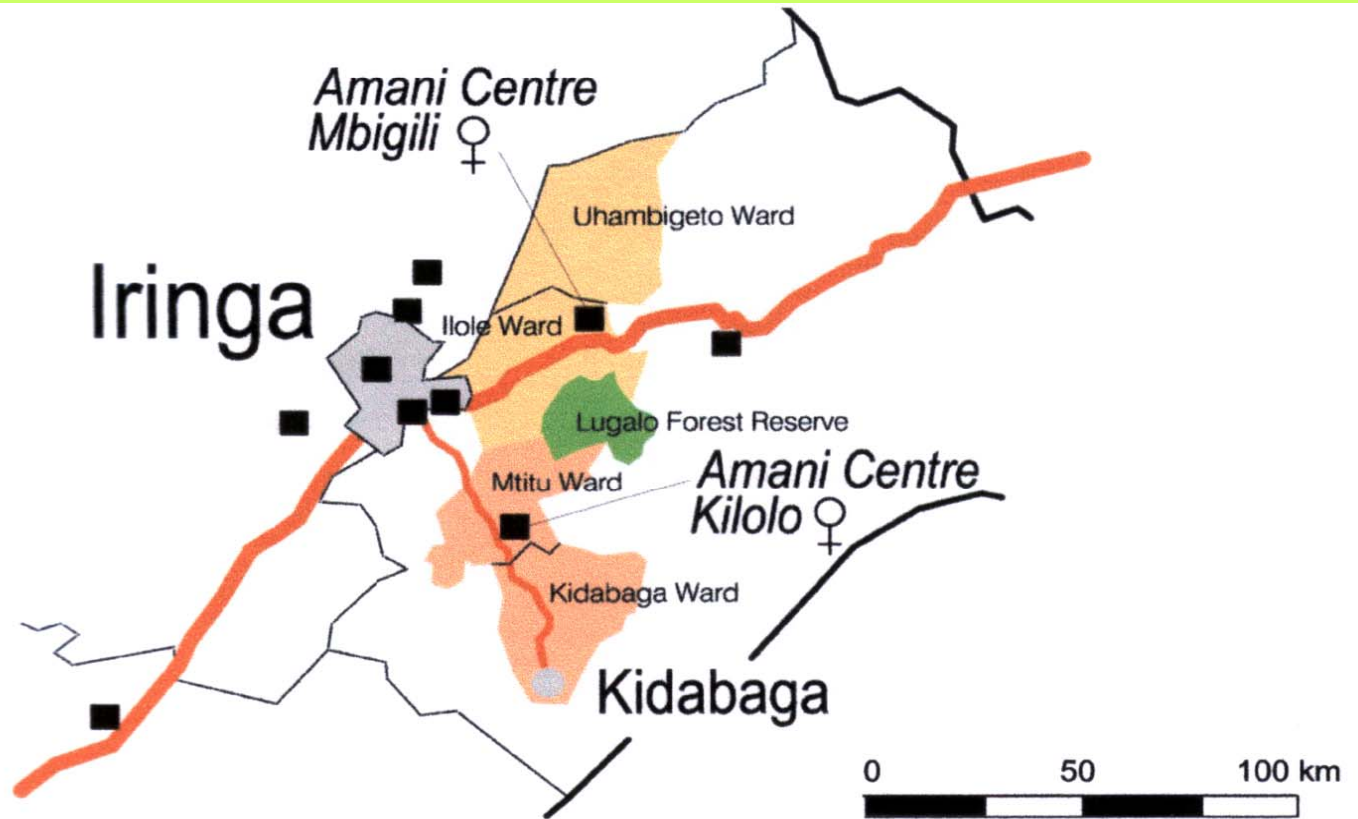 Amani Centre
Mbigili ♀
Uhambigeto Ward
Iringa
Ilole Ward
Lugalo Forest Reserve
Mtitu Ward
Amani Centre
Kilolo ♀
Kidabaga Ward
Kidabaga
0 50 100 km